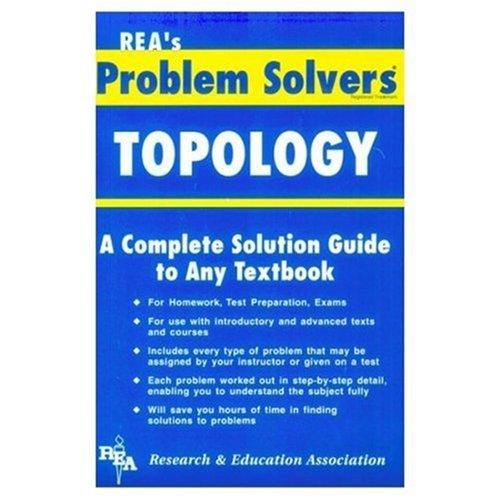 REA's
Problem Solvers®
Registered Trademark
TOPOLOGY
A Complete Solution Guide
to Any Textbook
For Homework, Test Preparation, Exams
For use with introductory and advanced texts
and courses
Includes every type of problem that may be
assigned by your instructor or given on a test
Each problem worked out in step-by-step detail,
enabling you to understand the subject fully
Will save you hours of time in finding
solutions to problems
REA
Research & Education Association